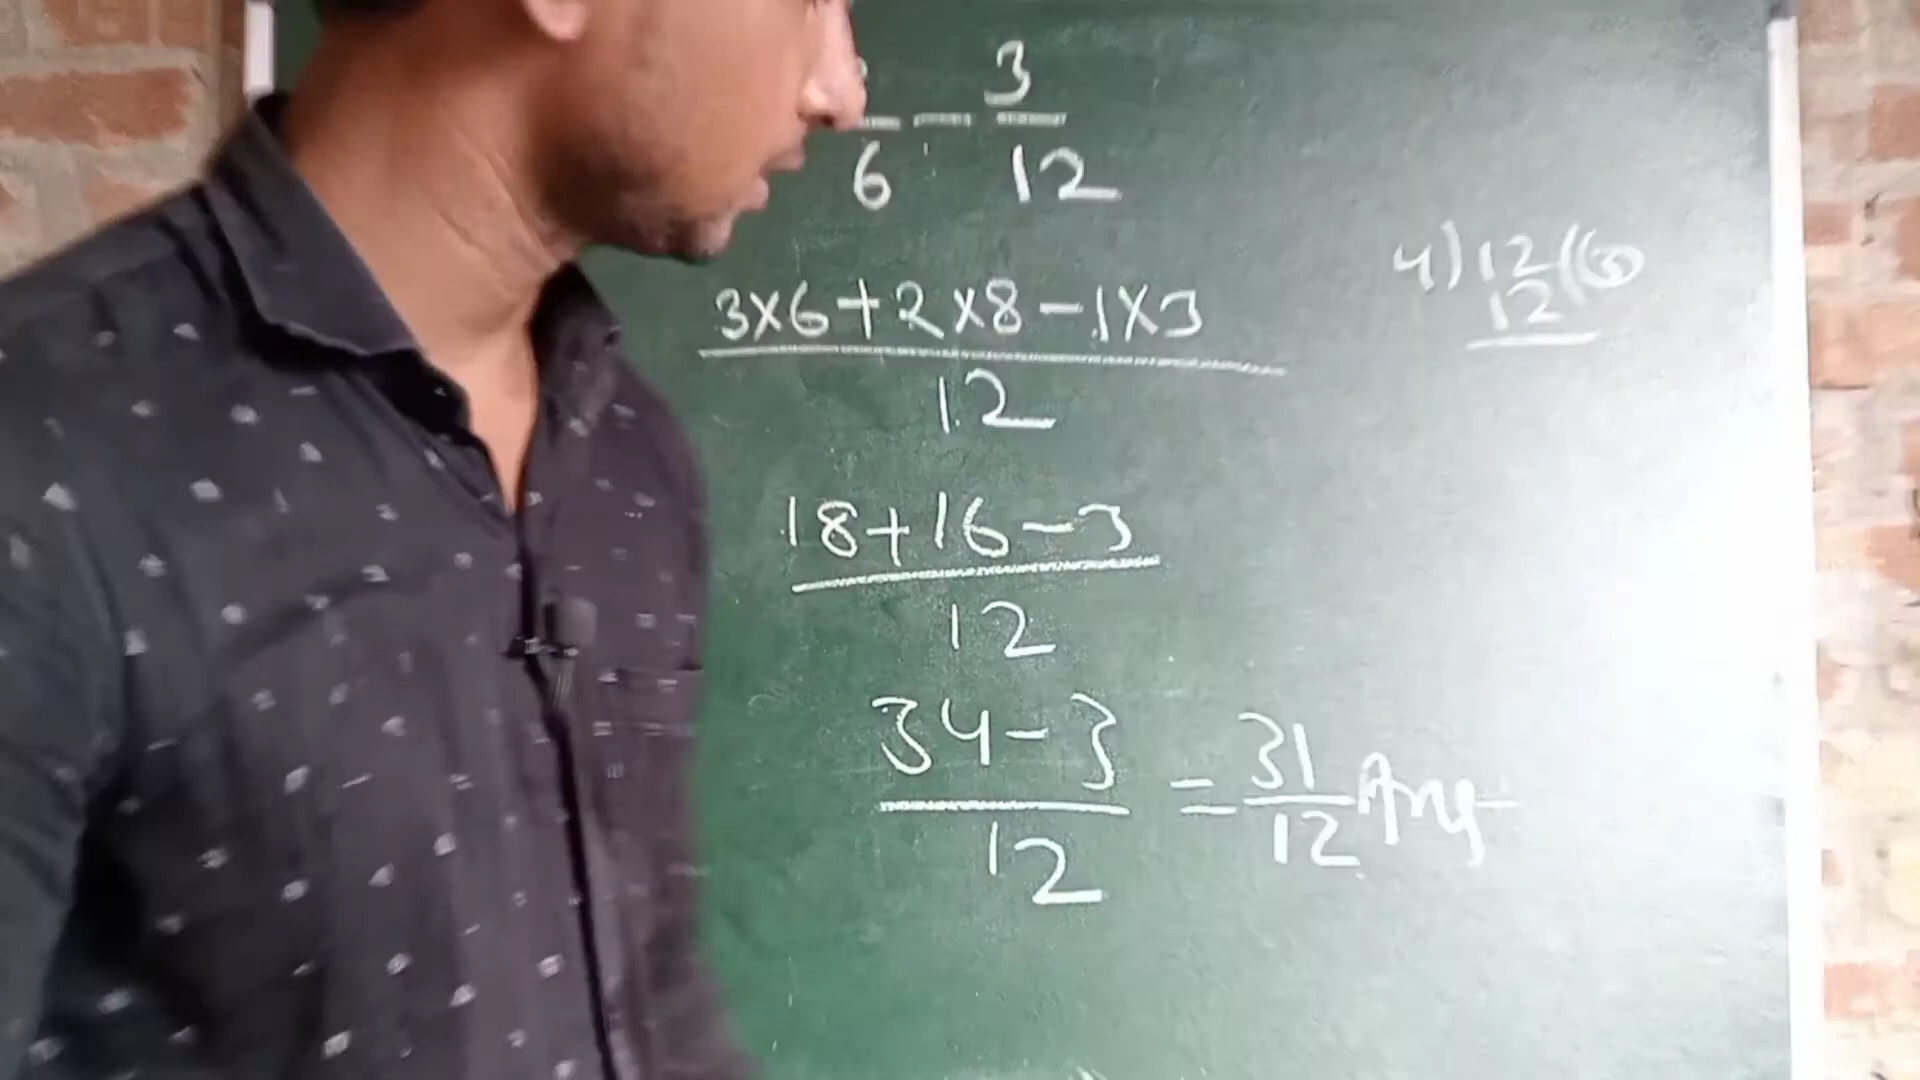 /6 - 3/12
3x6+2x8-1x3
12
4)12(
12
18+16-3
12
34-3/12 = 31/12 Ans